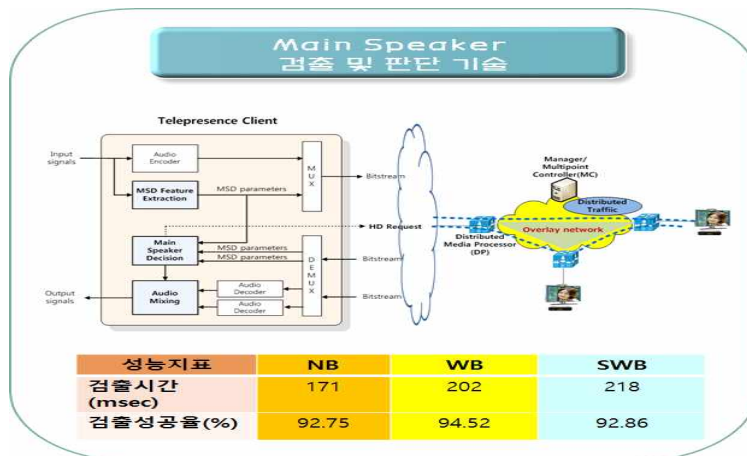 Main Speaker
검출 및 판단 기술
Telepresence Client
Input
signals
Audio
Encoder
MUX
MSD Feature
Extraction
MSD parameters
Bitstream
Main
Speaker
Decision
MSD parameters
MSD parameters
HD Request
DEMUX
Bitstream
Output
signals
Audio
Mixing
Audio
Decoder
Audio
Decoder
Bitstream
Manager/
Multipoint
Controller(MC)
Distributed
Traffiic
Overlay network
Distributed
Media Processor
(DP)
성능지표 NB WB SWB
검출시간
(msec) 171 202 218
검출성공율(%) 92.75 94.52 92.86